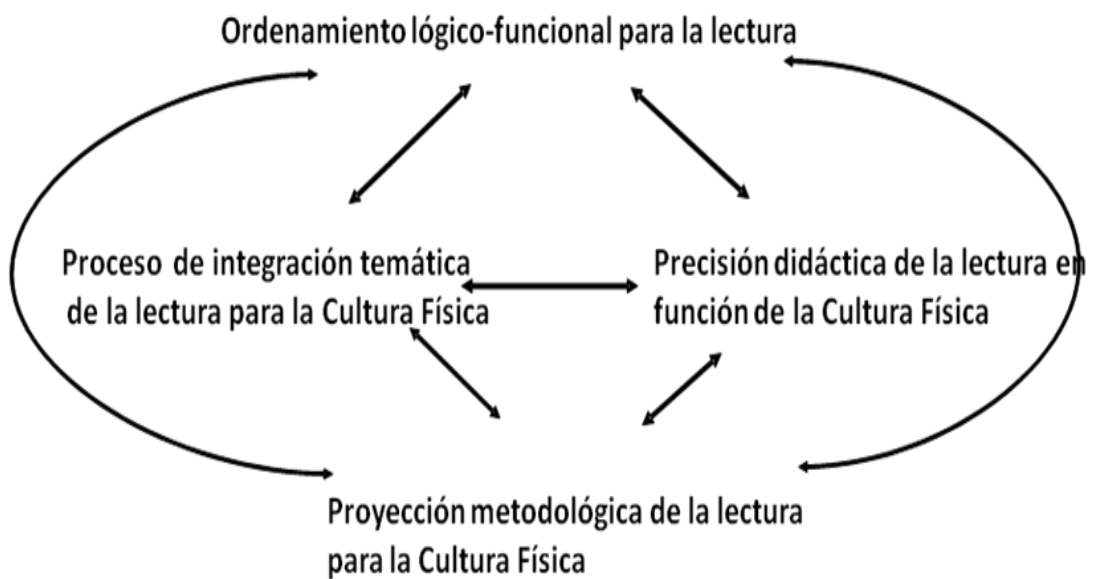 Ordenamiento lógico-funcional para la lectura
Proceso de integración temática
de la lectura para la Cultura Física
Precisión didáctica de la lectura en
función de la Cultura Física
Proyección metodológica de la lectura
para la Cultura Física